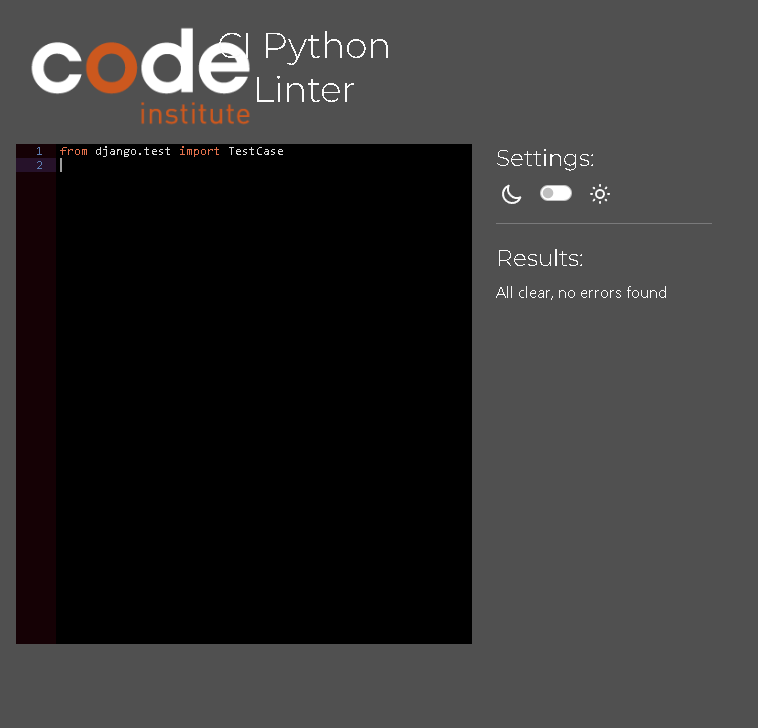 code
institute
CI Python
Linter
1 from django.test import TestCase
2
Settings:
Results:
All clear, no errors found